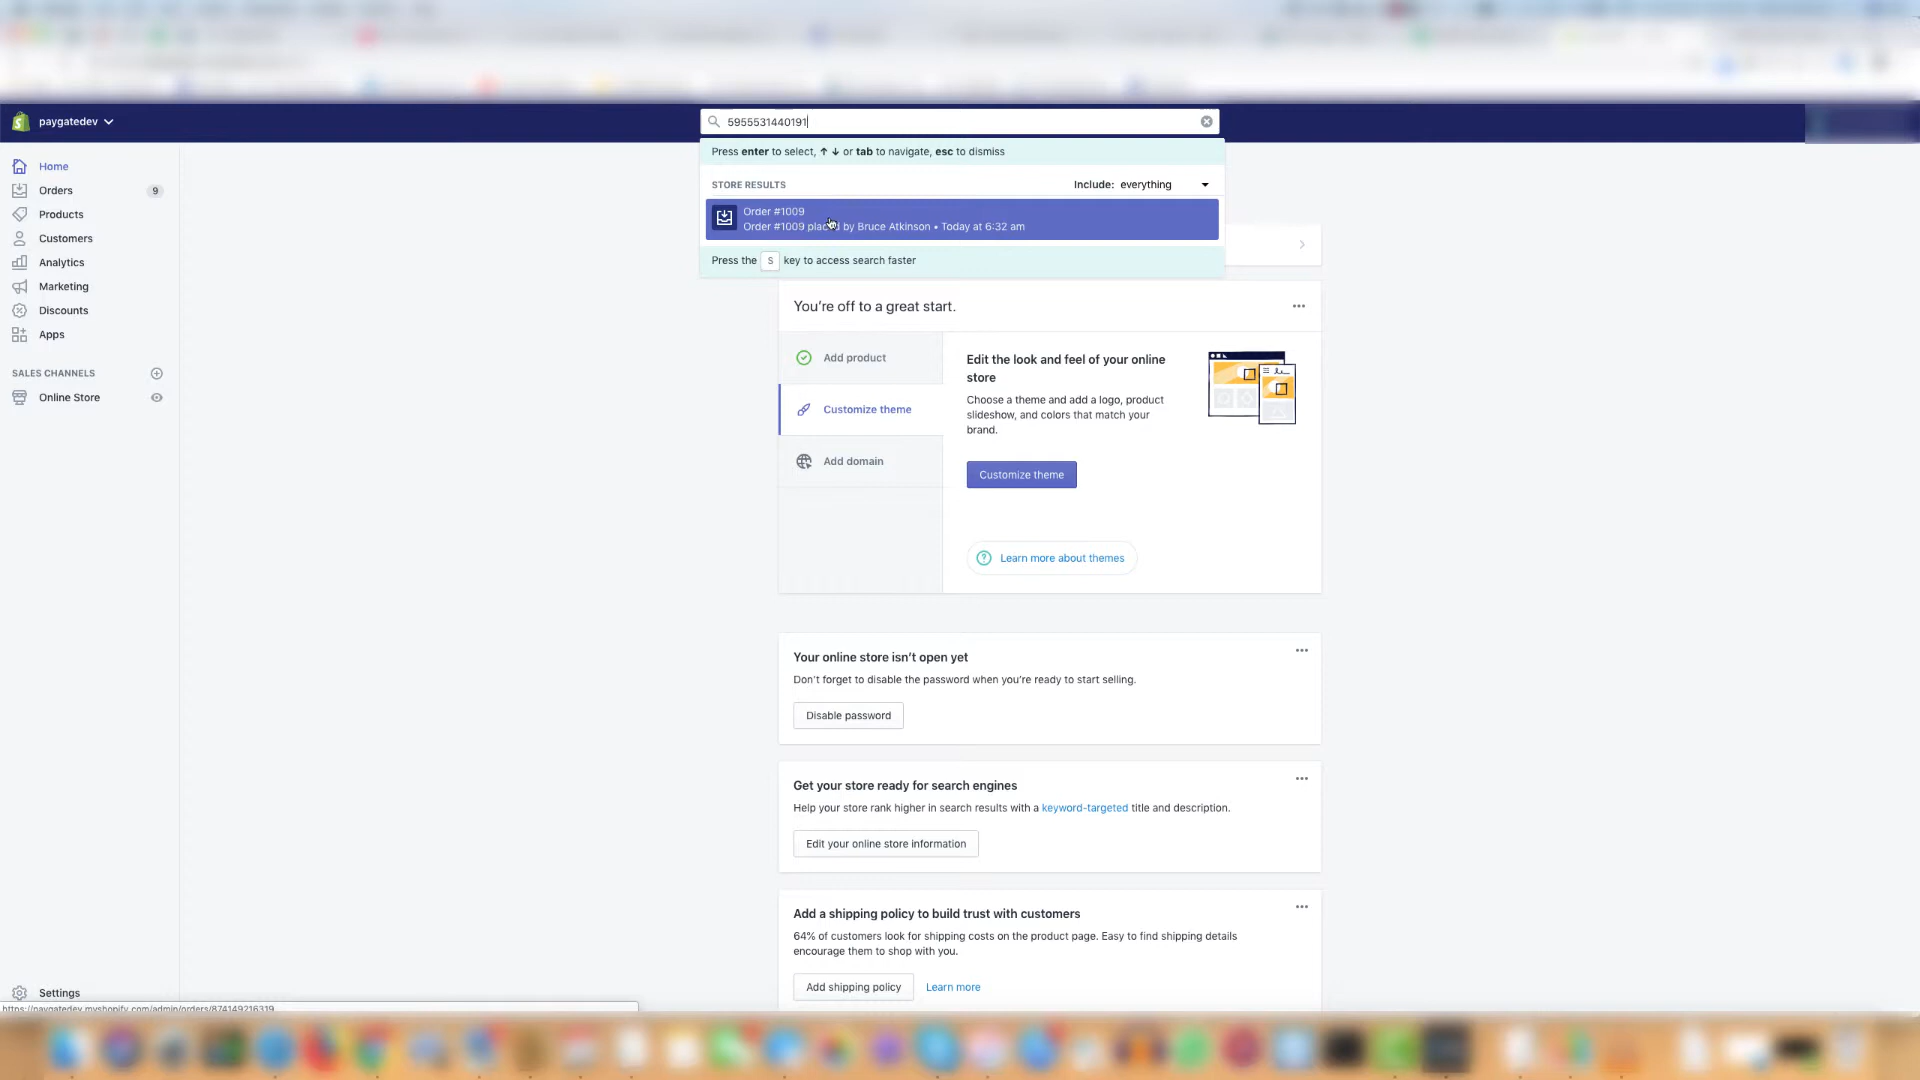 paygatedev
5955531440191
Press enter to select, ↑ ↓ or tab to navigate, esc to dismiss
STORE RESULTS
Include: everything
Order #1009
Order #1009 placed by Bruce Atkinson • Today at 6:32 am
Press the S key to access search faster
Home
Orders
9
Products
Customers
Analytics
Marketing
Discounts
Apps
SALES CHANNELS
Online Store
Settings
You're off to a great start.
Add product
Customize theme
Add domain
Edit the look and feel of your online
store
Choose a theme and add a logo, product
slideshow, and colors that match your
brand.
Customize theme
Learn more about themes
Your online store isn't open yet
Don't forget to disable the password when you're ready to start selling.
Disable password
Get your store ready for search engines
Help your store rank higher in search results with a keyword-targeted title and description.
Edit your online store information
Add a shipping policy to build trust with customers
64% of customers look for shipping costs on the product page. Easy to find shipping details
encourage them to shop with you.
Add shipping policy
Learn more
https://paygatedev.myshopify.com/admin/orders/874149216319